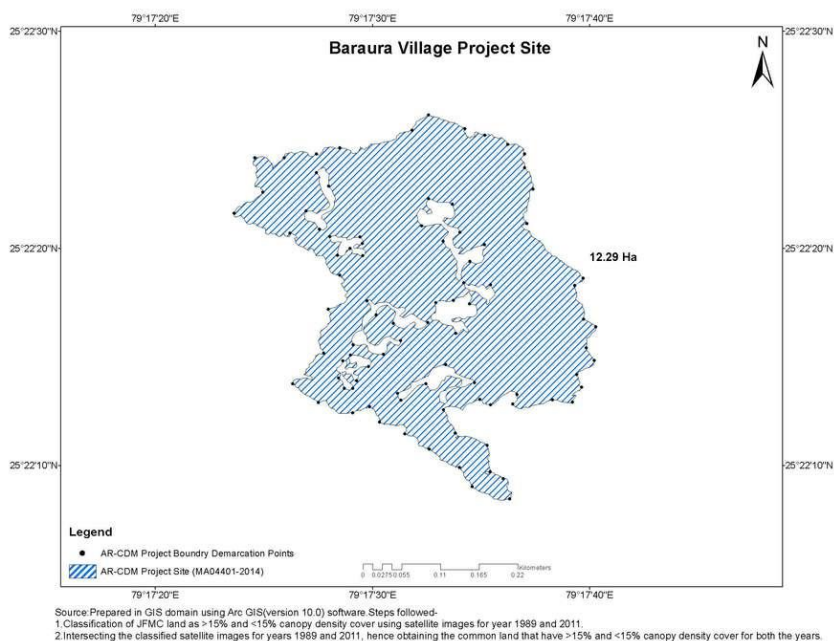 79°17'20"E 79°17'30"E 79°17'40"E
25°22'30"N 25°22'30"N
Baraura Village Project Site
N
25°22'20"N 25°22'20"N
12.29 Ha
25°22'10"N 25°22'10"N
Legend
AR-CDM Project Boundry Demarcation Points
AR-CDM Project Site (MA04401-2014)
Kilometers
0 0.0275 0.055 0.11 0.165 0.22
79°17'20"E 79°17'30"E 79°17'40"E
Source:Prepared in GIS domain using Arc GIS(version 10.0) software.Steps followed-
1.Classification of JFMC land as >15% and <15% canopy density cover using satellite images for year 1989 and 2011.
2.Intersecting the classified satellite images for years 1989 and 2011, hence obtaining the common land that have >15% and <15% canopy density cover for both the years.